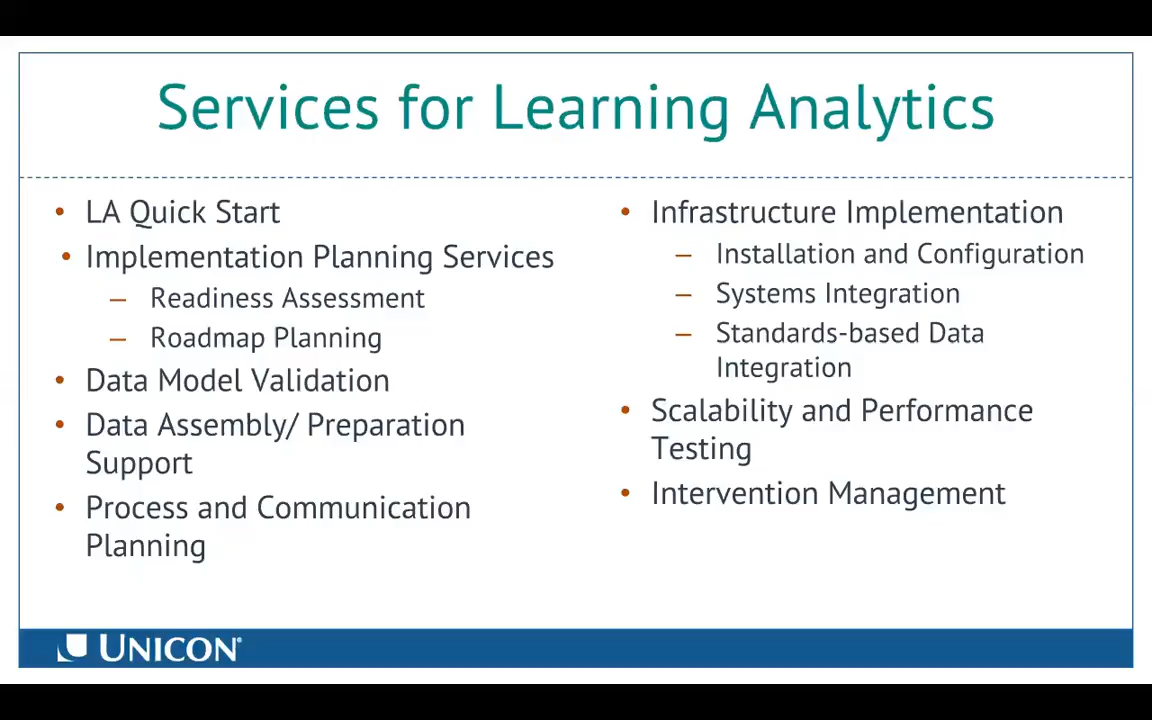 Services for Learning Analytics
• LA Quick Start
• Implementation Planning Services
– Readiness Assessment
– Roadmap Planning
• Data Model Validation
• Data Assembly/ Preparation
Support
• Process and Communication
Planning
• Infrastructure Implementation
– Installation and Configuration
– Systems Integration
– Standards-based Data
Integration
• Scalability and Performance
Testing
• Intervention Management
UNICON®